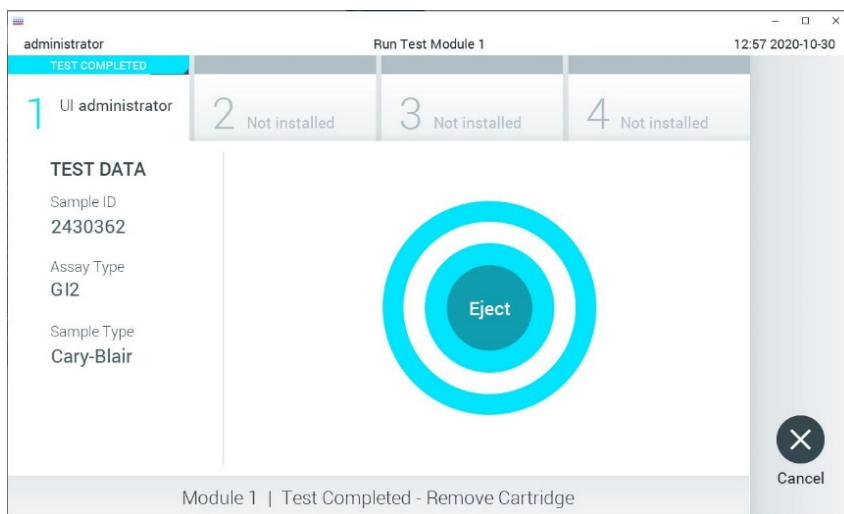 administrator Run Test Module 1 12:57 2020-10-30
TEST COMPLETED
1 UI administrator 2 Not installed 3 Not installed 4 Not installed
TEST DATA
Sample ID
2430362
Assay Type
GI2
Sample Type
Cary-Blair
Eject
Cancel
Module 1 | Test Completed - Remove Cartridge